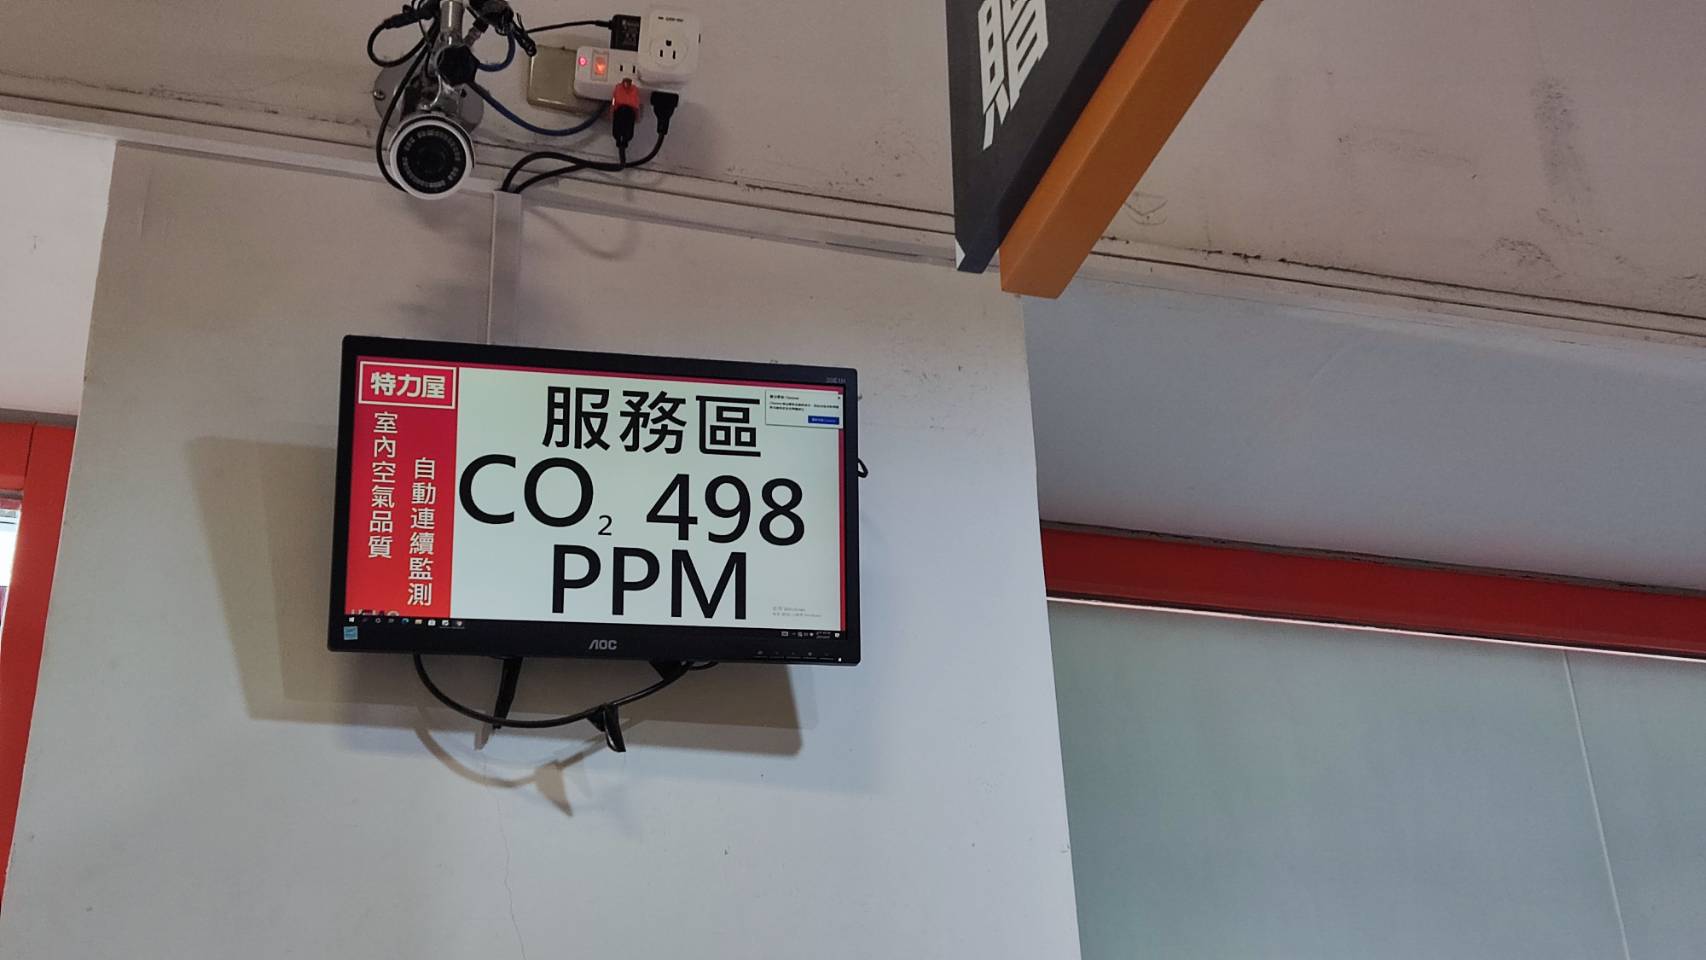 特力屋
室內空氣品質
自動連續監測
服務區
CO₂ 498
PPM
AOC